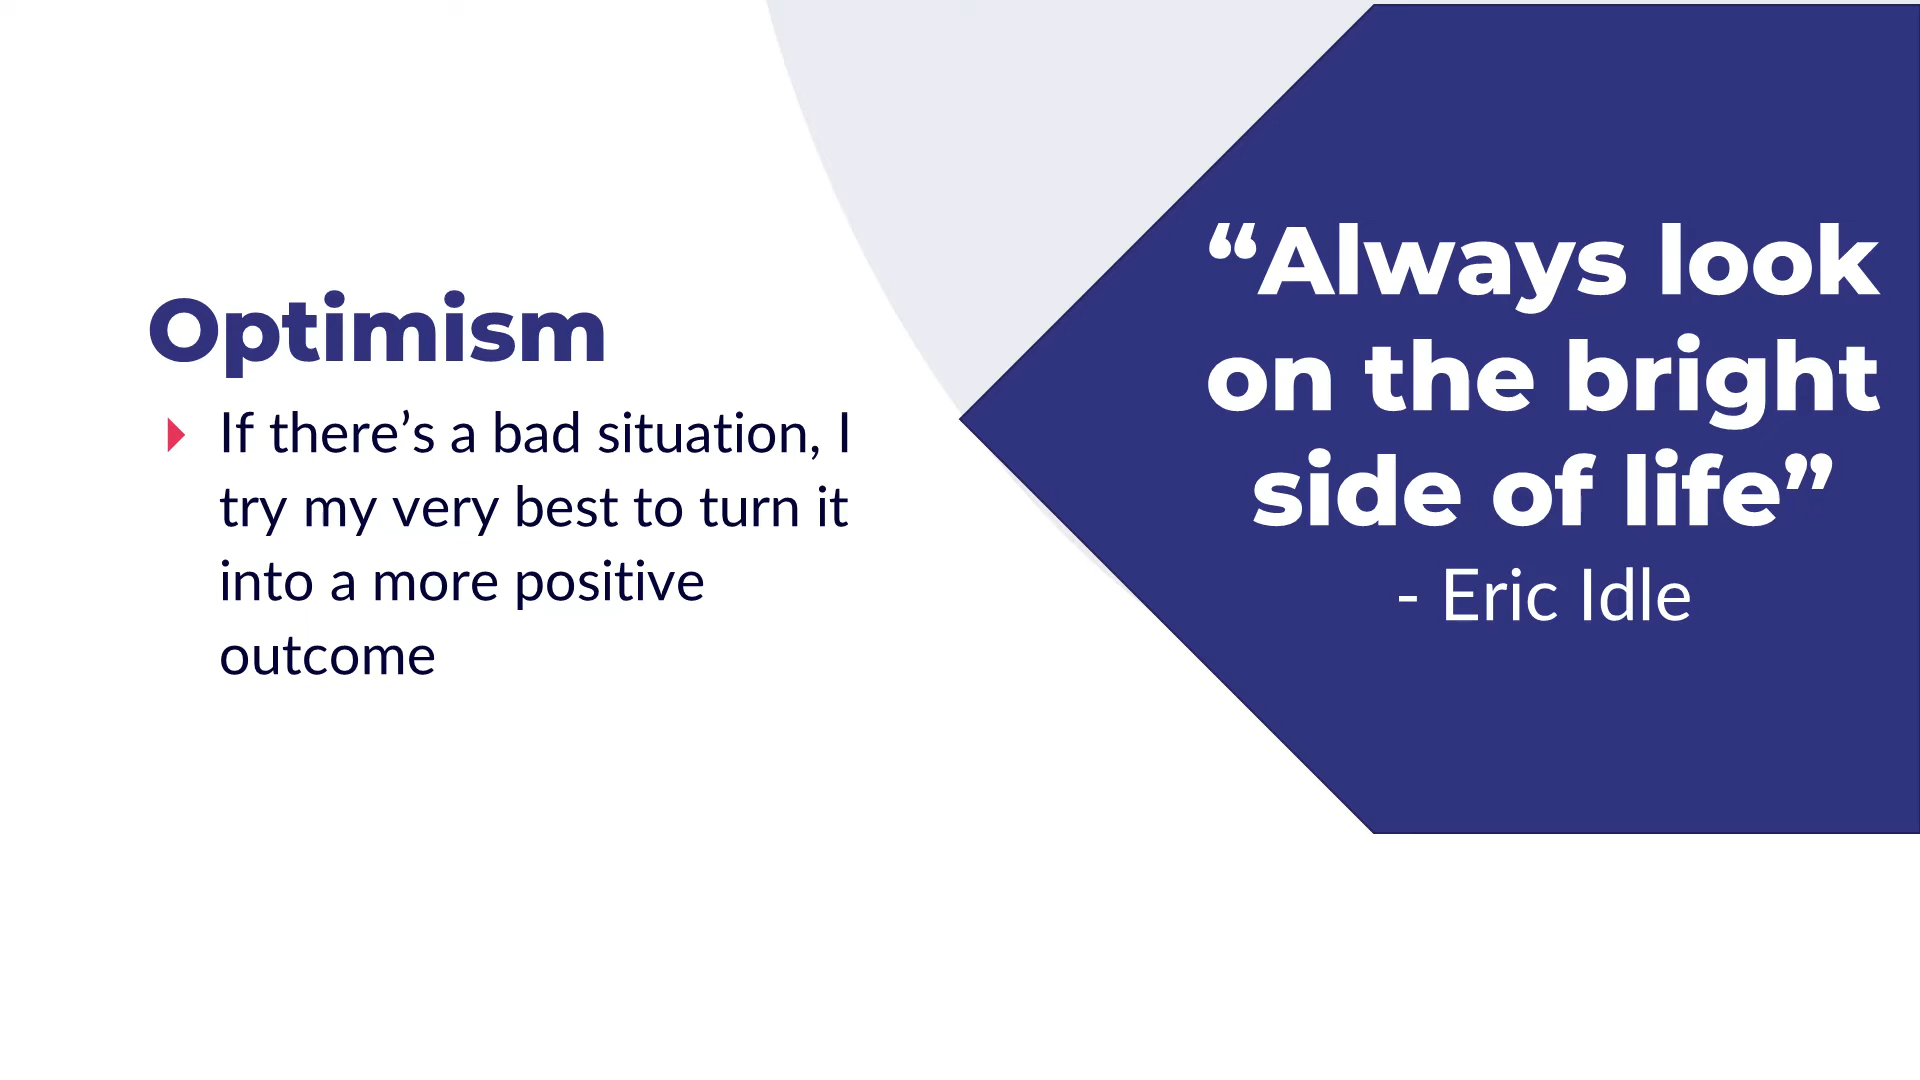 Optimism
If there’s a bad situation, I
try my very best to turn it
into a more positive
outcome
“Always look
on the bright
side of life”
- Eric Idle